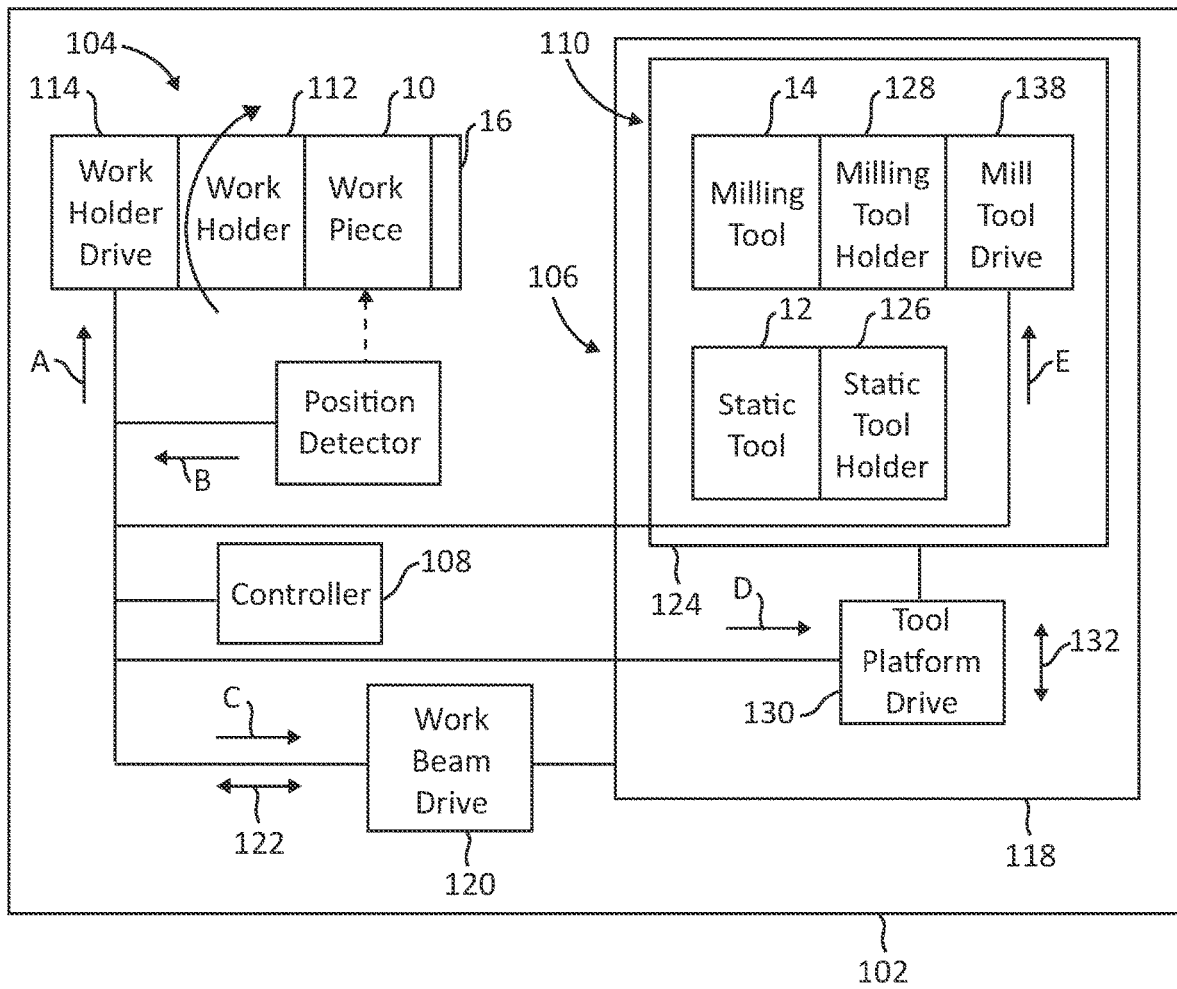 104
110
114
112
10
16
14
128
138
Work
Holder
Drive
Work
Holder
Work
Piece
Milling
Tool
Milling
Tool
Holder
Mill
Tool
Drive
106
12
126
A
Position
Detector
B
Static
Tool
Static
Tool
Holder
E
Controller
108
124
D
Tool
Platform
Drive
132
130
C
Work
Beam
Drive
122
120
118
102